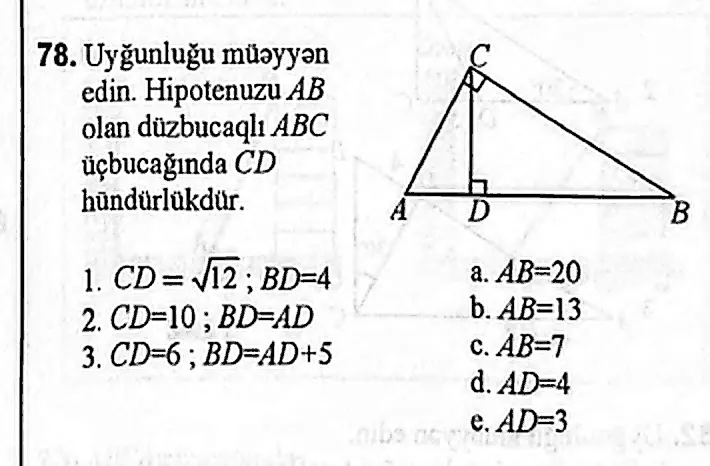 78. Uyğunluğu müəyyən
edin. Hipotenuzu AB
olan düzbucaqlı ABC
üçbucağında CD
hündürlükdür.
C
A
D
B
1. CD = √12 ; BD=4
2. CD=10 ; BD=AD
3. CD=6 ; BD=AD+5
a. AB=20
b. AB=13
c. AB=7
d. AD=4
e. AD=3